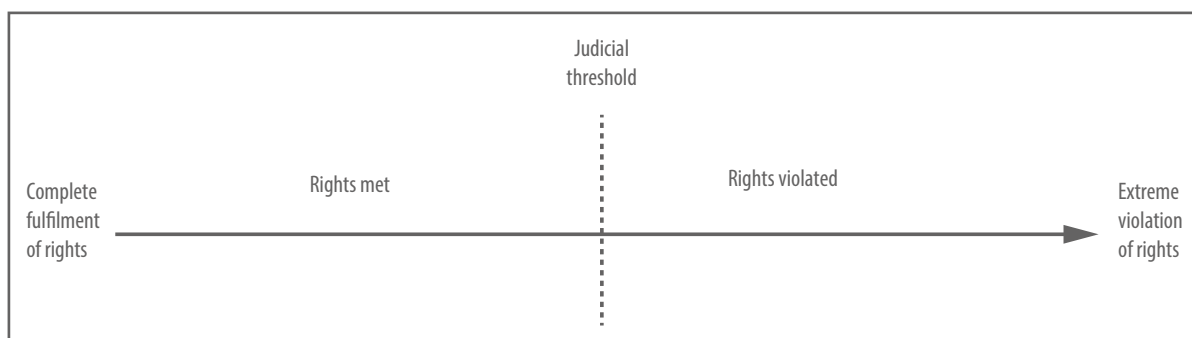 Judicial
threshold
Rights met
Rights violated
Complete
fulfilment
of rights
Extreme
violation
of rights